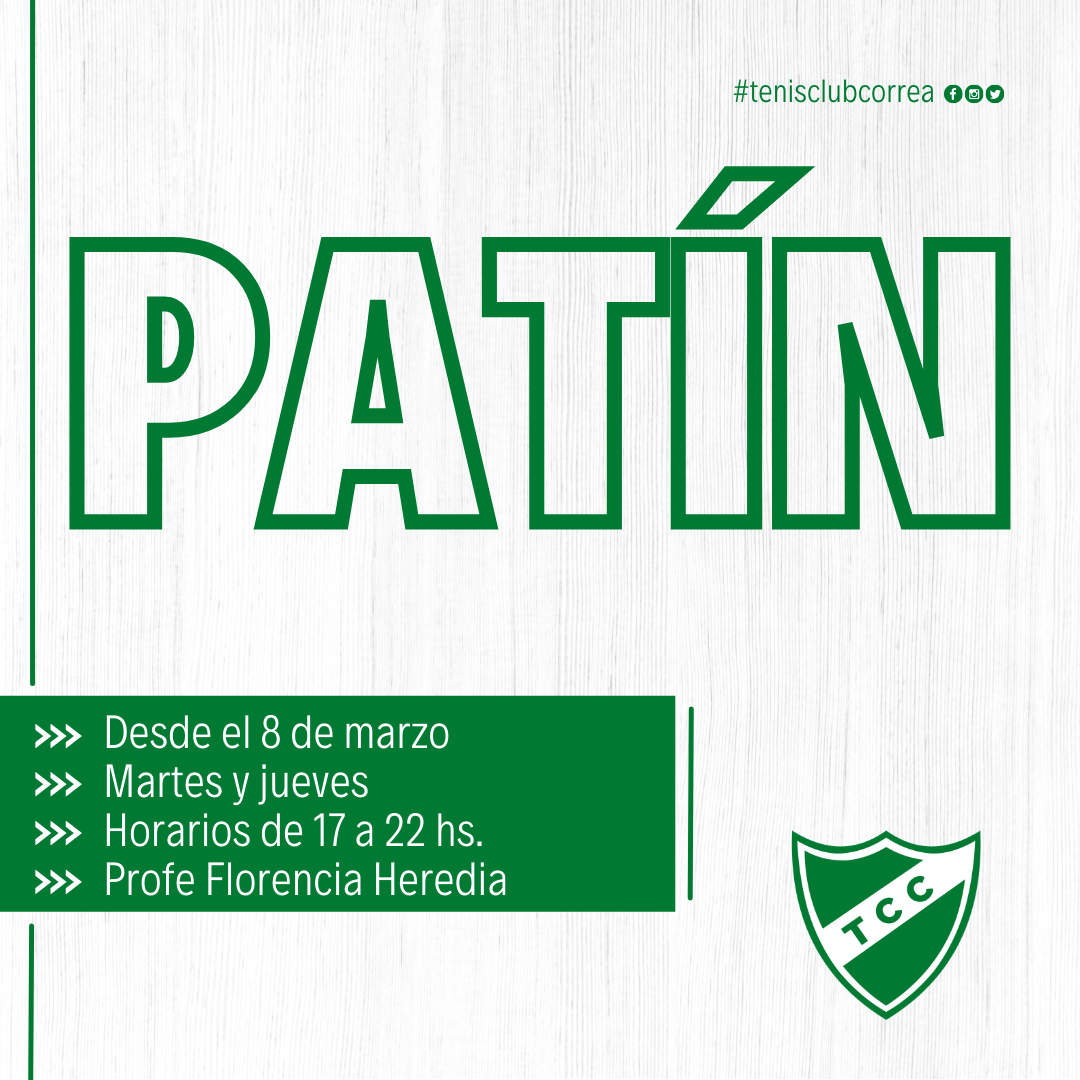 #tenisclubcorrea
PATÍN
>>> Desde el 8 de marzo
>>> Martes y jueves
>>> Horarios de 17 a 22 hs.
>>> Profe Florencia Heredia
TCC